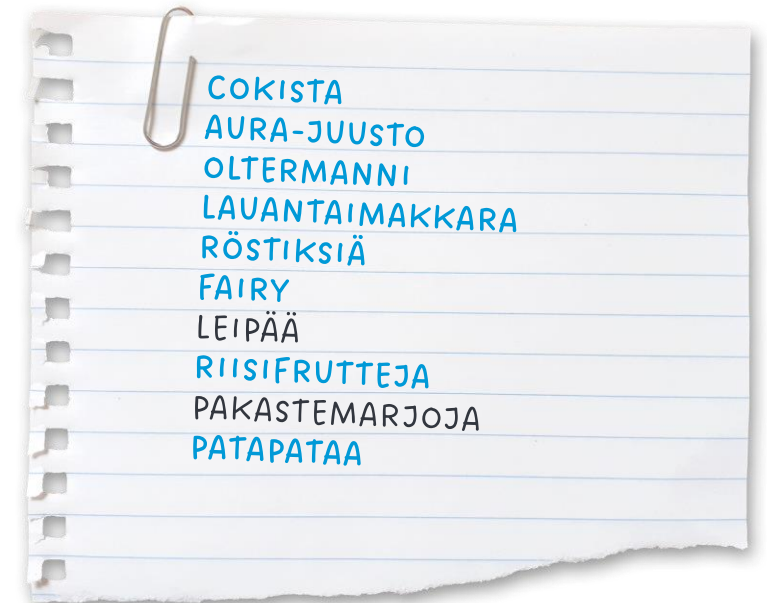 COKISTA
AURA-JUUSTO
OLTERMANNI
LAUANTAIMAKKARA
RÖSTIKSIÄ
FAIRY
LEIPÄÄ
RIISIFRUTTEJA
PAKASTEMARJOJA
PATAPATAA